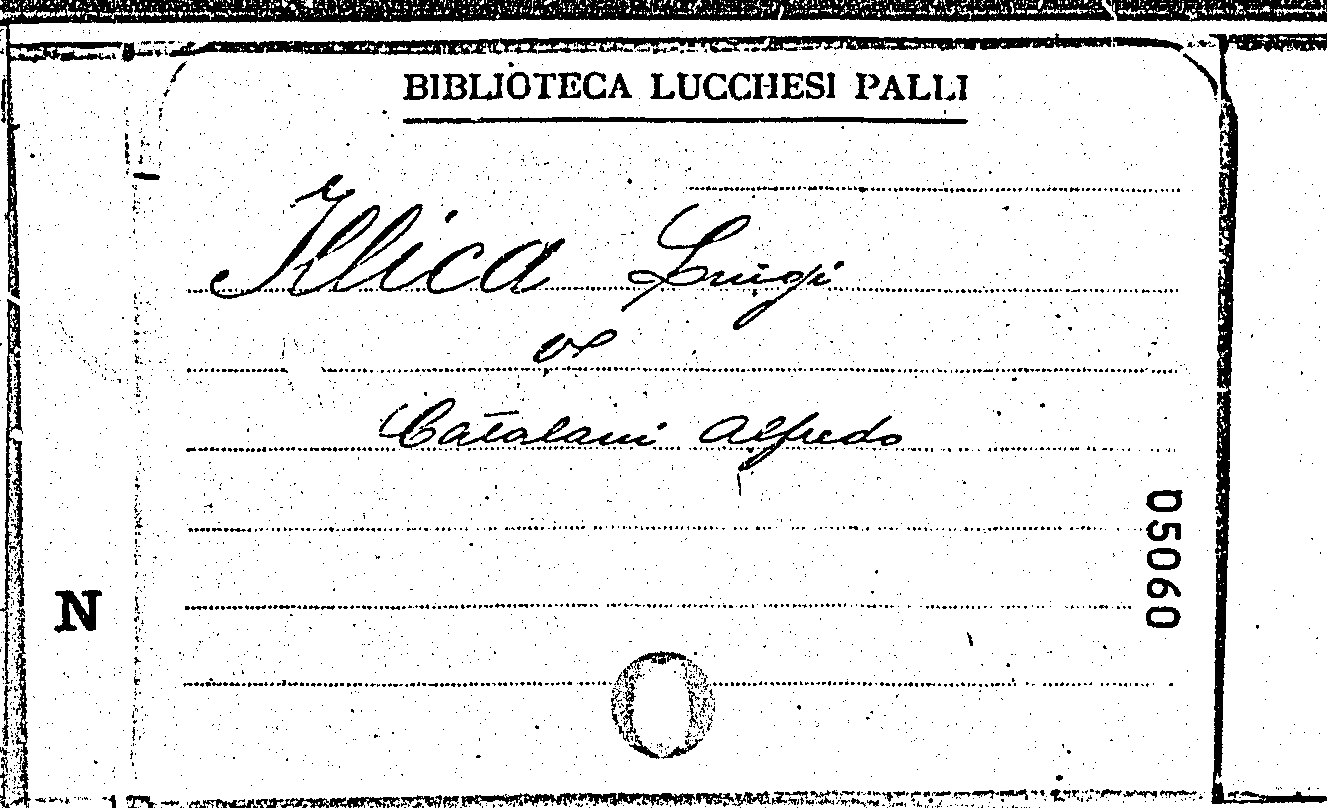 BIBLIOTECA LUCCHESI PALLI
Illica Luigi
V.
Catalani Alfredo
05060
N